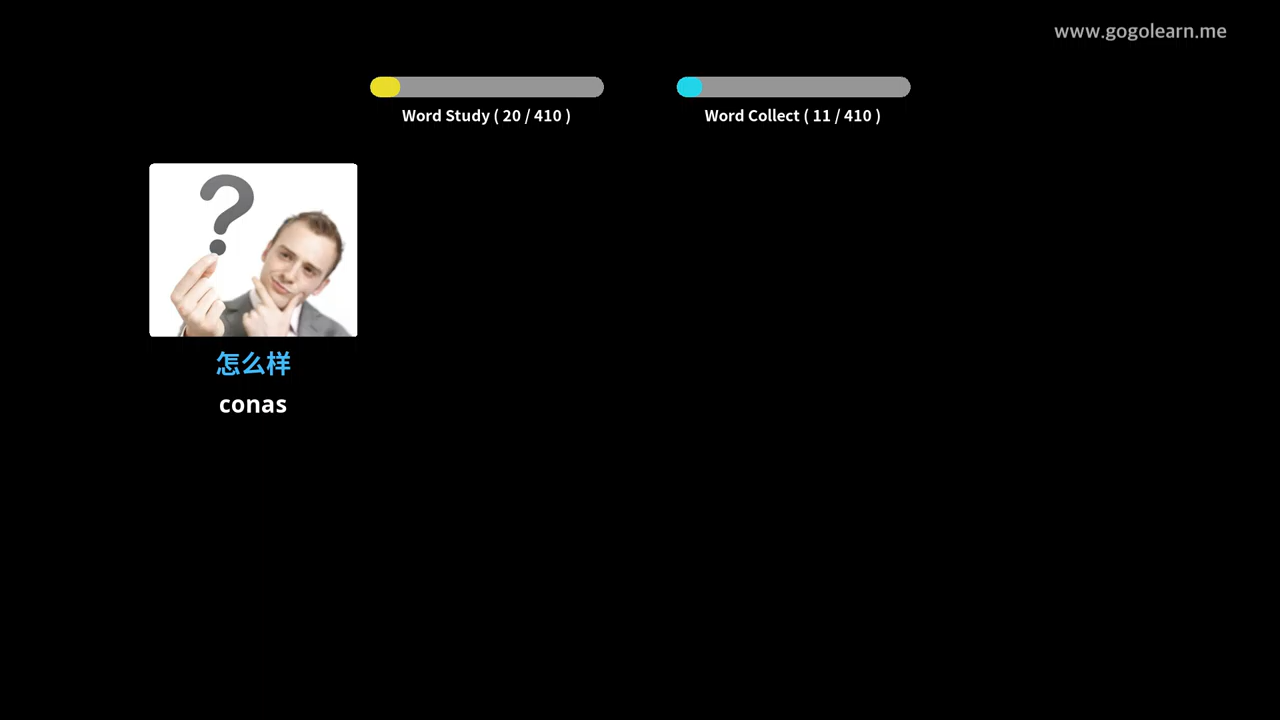 www.gogolearn.me
Word Study ( 20 / 410 )
Word Collect ( 11 / 410 )
?
怎么样
conas